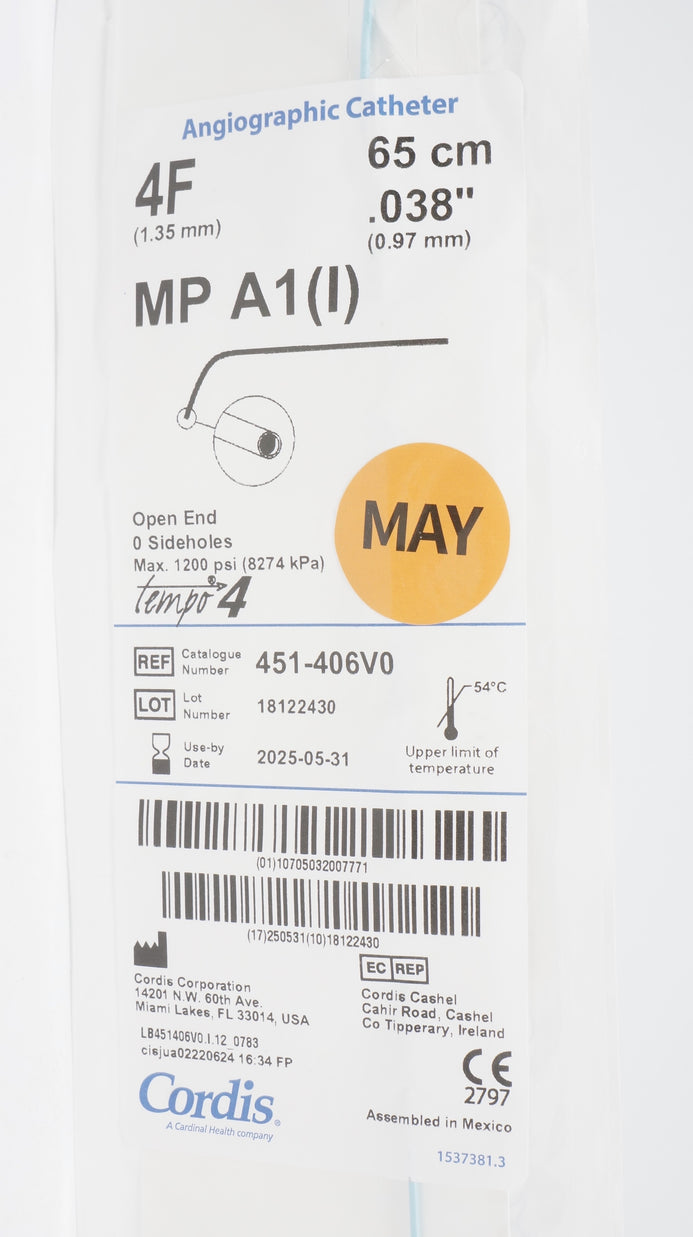 Angiographic Catheter
4F
(1.35 mm)
65 cm
.038"
(0.97 mm)
MP A1(I)
Open End
0 Sideholes
Max. 1200 psi (8274 kPa)
tempo® 4
MAY
REF Catalogue Number 451-406V0
LOT Lot Number 18122430
Use-by Date 2025-05-31
54°C
Upper limit of
temperature
(01)10705032007771
(17)250531(10)18122430
Cordis Corporation
14201 N.W. 60th Ave.
Miami Lakes, FL 33014, USA
EC REP
Cordis Cashel
Cahir Road, Cashel
Co Tipperary, Ireland
LB451406V0.I.12_0783
cisjua02220624 16:34 FP
CE
2797
Cordis®
A Cardinal Health company
Assembled in Mexico
1537381.3